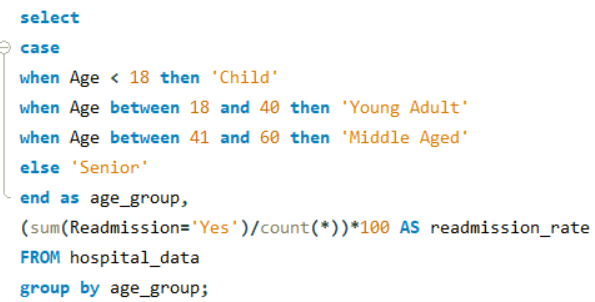 select
case
when Age < 18 then 'Child'
when Age between 18 and 40 then 'Young Adult'
when Age between 41 and 60 then 'Middle Aged'
else 'Senior'
end as age_group,
(sum(Readmission='Yes')/count(*))*100 AS readmission_rate
FROM hospital_data
group by age_group;